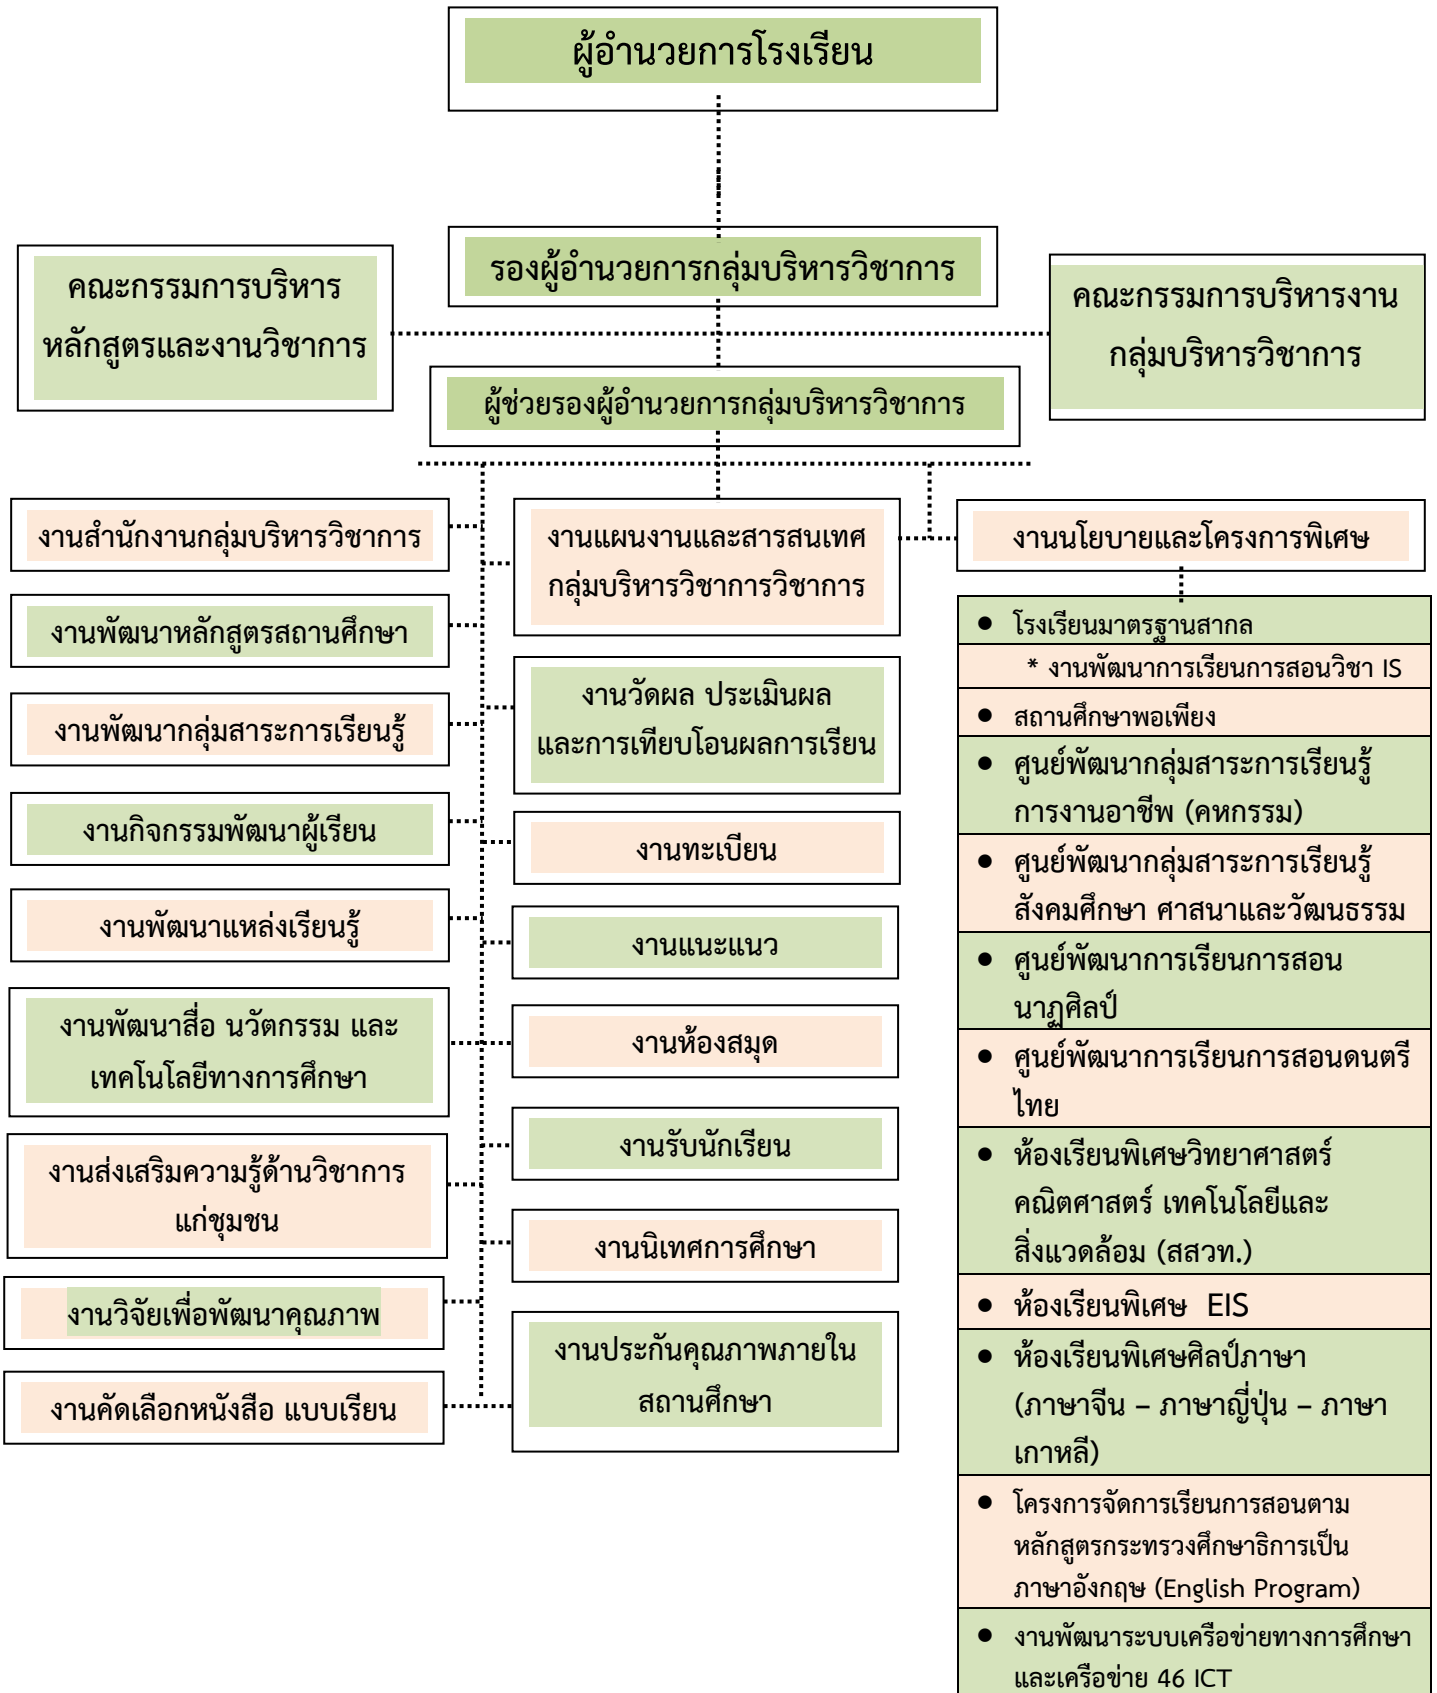 ผู้อำนวยการโรงเรียน
รองผู้อำนวยการกลุ่มบริหารวิชาการ
คณะกรรมการบริหาร
หลักสูตรและงานวิชาการ
คณะกรรมการบริหารงาน
กลุ่มบริหารวิชาการ
ผู้ช่วยรองผู้อำนวยการกลุ่มบริหารวิชาการ
งานสำนักงานกลุ่มบริหารวิชาการ
งานพัฒนาหลักสูตรสถานศึกษา
งานพัฒนากลุ่มสาระการเรียนรู้
งานกิจกรรมพัฒนาผู้เรียน
งานพัฒนาแหล่งเรียนรู้
งานพัฒนาสื่อ นวัตกรรม และ
เทคโนโลยีทางการศึกษา
งานส่งเสริมความรู้ด้านวิชาการ
แก่ชุมชน
งานวิจัยเพื่อพัฒนาคุณภาพ
งานคัดเลือกหนังสือ แบบเรียน
งานแผนงานและสารสนเทศ
กลุ่มบริหารวิชาการวิชาการ
งานวัดผล ประเมินผล
และการเทียบโอนผลการเรียน
งานทะเบียน
งานแนะแนว
งานห้องสมุด
งานรับนักเรียน
งานนิเทศการศึกษา
งานประกันคุณภาพภายใน
สถานศึกษา
งานนโยบายและโครงการพิเศษ
● โรงเรียนมาตรฐานสากล
* งานพัฒนาการเรียนการสอนวิชา IS
● สถานศึกษาพอเพียง
● ศูนย์พัฒนากลุ่มสาระการเรียนรู้
การงานอาชีพ (คหกรรม)
● ศูนย์พัฒนากลุ่มสาระการเรียนรู้
สังคมศึกษา ศาสนาและวัฒนธรรม
● ศูนย์พัฒนาการเรียนการสอน
นาฏศิลป์
● ศูนย์พัฒนาการเรียนการสอนดนตรี
ไทย
● ห้องเรียนพิเศษวิทยาศาสตร์
คณิตศาสตร์ เทคโนโลยีและ
สิ่งแวดล้อม (สสวท.)
● ห้องเรียนพิเศษ EIS
● ห้องเรียนพิเศษศิลป์ภาษา
(ภาษาจีน – ภาษาญี่ปุ่น – ภาษา
เกาหลี)
● โครงการจัดการเรียนการสอนตาม
หลักสูตรกระทรวงศึกษาธิการเป็น
ภาษาอังกฤษ (English Program)
● งานพัฒนาระบบเครือข่ายทางการศึกษา
และเครือข่าย 46 ICT